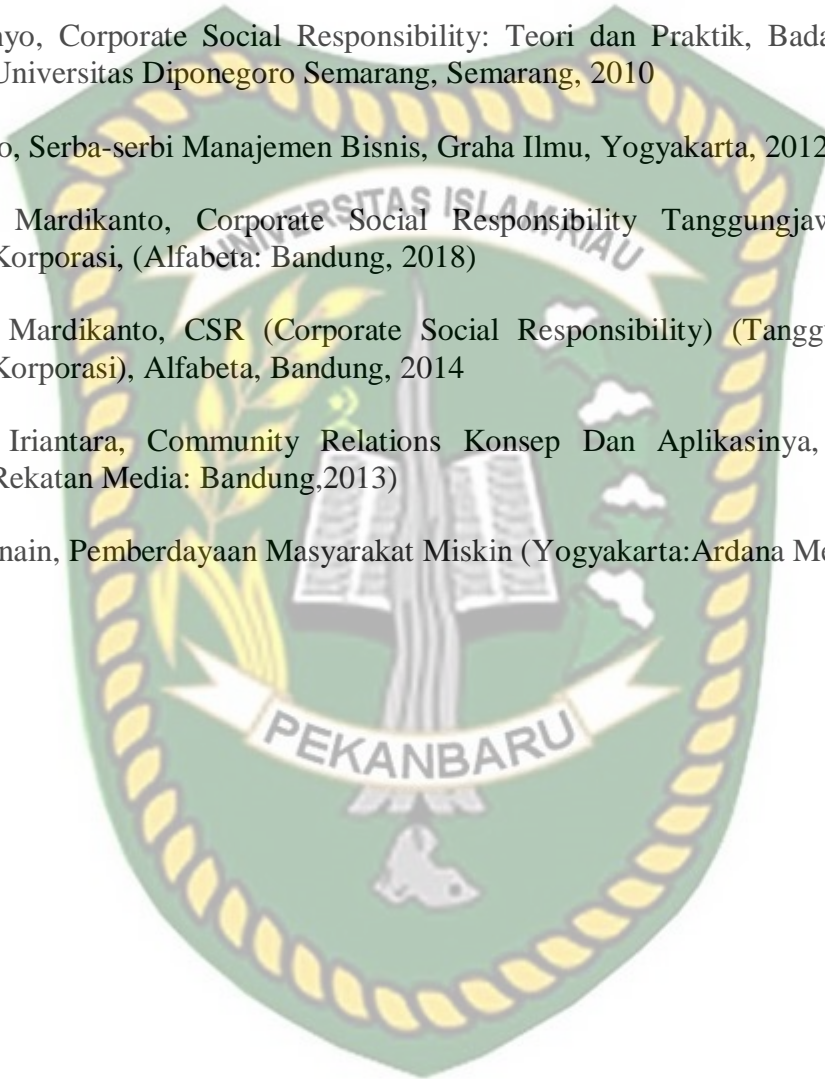 nyo, Corporate Social Responsibility: Teori dan Praktik, Bada
Universitas Diponegoro Semarang, Semarang, 2010
o, Serba-serbi Manajemen Bisnis, Graha Ilmu, Yogyakarta, 2012
UNIVERSITAS ISLAM RIAU
Mardikanto, Corporate Social Responsibility Tanggungjaw
Korporasi, (Alfabeta: Bandung, 2018)
Mardikanto, CSR (Corporate Social Responsibility) (Tangg
Korporasi), Alfabeta, Bandung, 2014
Iriantara, Community Relations Konsep Dan Aplikasinya,
Rekatan Media: Bandung,2013)
nain, Pemberdayaan Masyarakat Miskin (Yogyakarta:Ardana Me
PEKANBARU